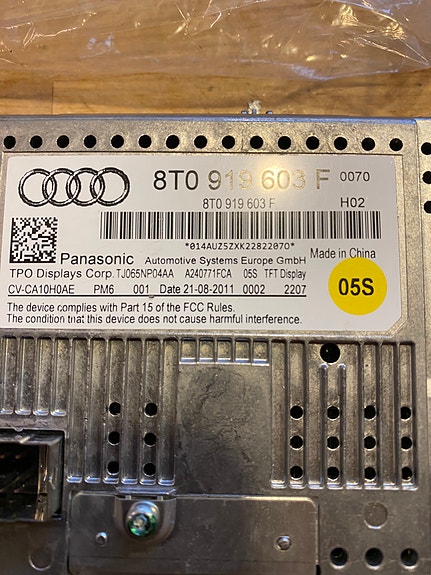 8T0 919 603 F 0070
8T0 919 603 F H02
*014AUZ5ZXK22822070*
Panasonic Automotive Systems Europe GmbH Made in China
TPO Displays Corp. TJ065NP04AA A240771FCA 05S TFT Display
CV-CA10H0AE PM6 001 Date 21-08-2011 0002 2207
05S
The device complies with Part 15 of the FCC Rules.
The condition that this device does not cause harmful interference.